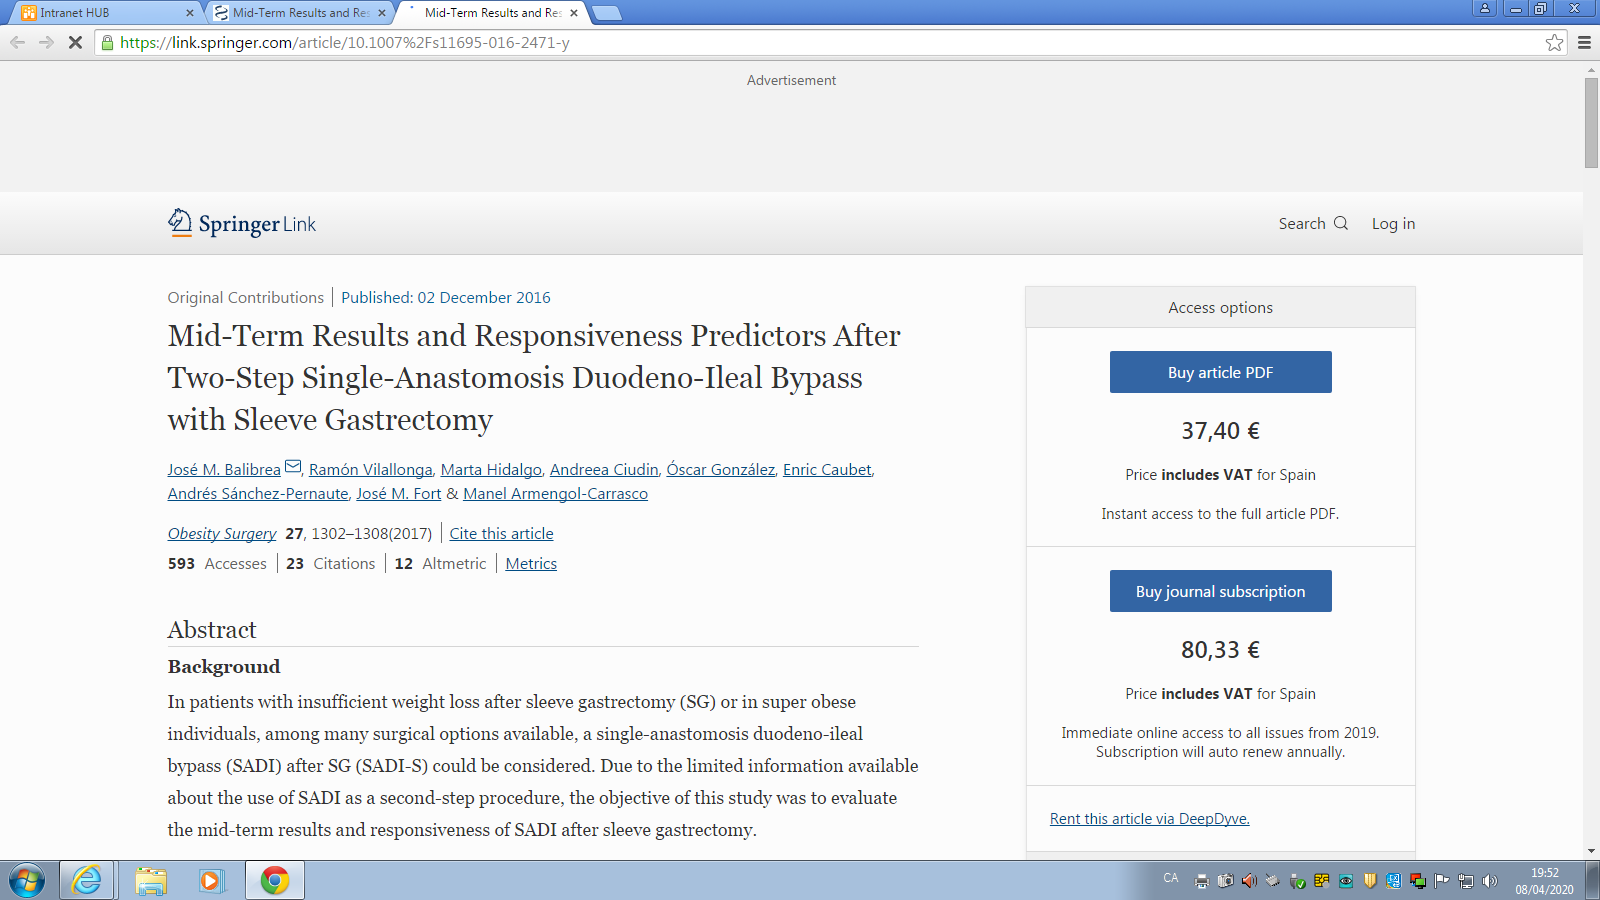 Intranet HUB
Mid-Term Results and Res
Mid-Term Results and Res
https://link.springer.com/article/10.1007%2Fs11695-016-2471-y
Advertisement
Springer Link
Search
Log in
Original Contributions
Published: 02 December 2016
Mid-Term Results and Responsiveness Predictors After
Two-Step Single-Anastomosis Duodeno-Ileal Bypass
with Sleeve Gastrectomy
José M. Balibrea, Ramón Vilallonga, Marta Hidalgo, Andreea Ciudin, Óscar González, Enric Caubet,
Andrés Sánchez-Pernaute, José M. Fort & Manel Armengol-Carrasco
Obesity Surgery 27, 1302–1308(2017) Cite this article
593 Accesses 23 Citations 12 Altmetric Metrics
Abstract
Background
In patients with insufficient weight loss after sleeve gastrectomy (SG) or in super obese
individuals, among many surgical options available, a single-anastomosis duodeno-ileal
bypass (SADI) after SG (SADI-S) could be considered. Due to the limited information available
about the use of SADI as a second-step procedure, the objective of this study was to evaluate
the mid-term results and responsiveness of SADI after sleeve gastrectomy.
Access options
Buy article PDF
37,40 €
Price includes VAT for Spain
Instant access to the full article PDF.
Buy journal subscription
80,33 €
Price includes VAT for Spain
Immediate online access to all issues from 2019.
Subscription will auto renew annually.
Rent this article via DeepDyve.
CA
19:52
08/04/2020